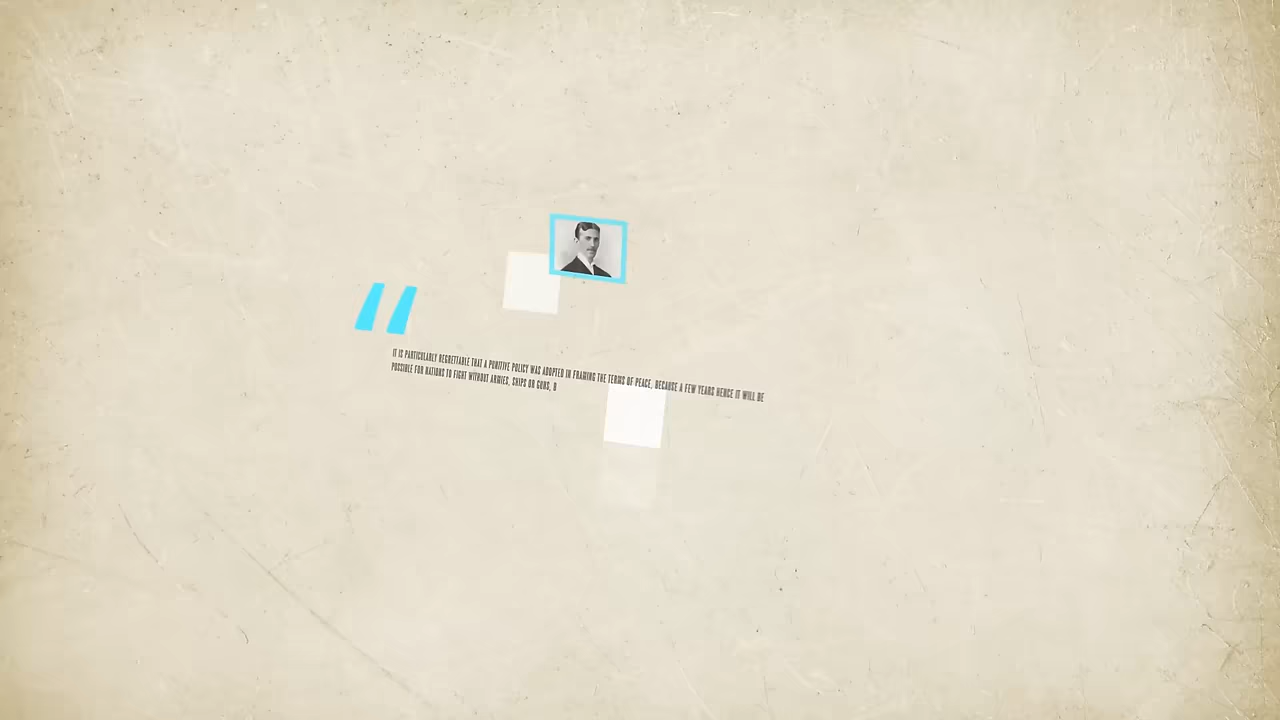 “
IT IS PARTICULARLY REGRETTABLE THAT A PUNITIVE POLICY WAS ADOPTED IN FRAMING THE TERMS OF PEACE, BECAUSE A FEW YEARS HENCE IT WILL BE
POSSIBLE FOR NATIONS TO FIGHT WITHOUT ARMIES, SHIPS OR GUNS, B